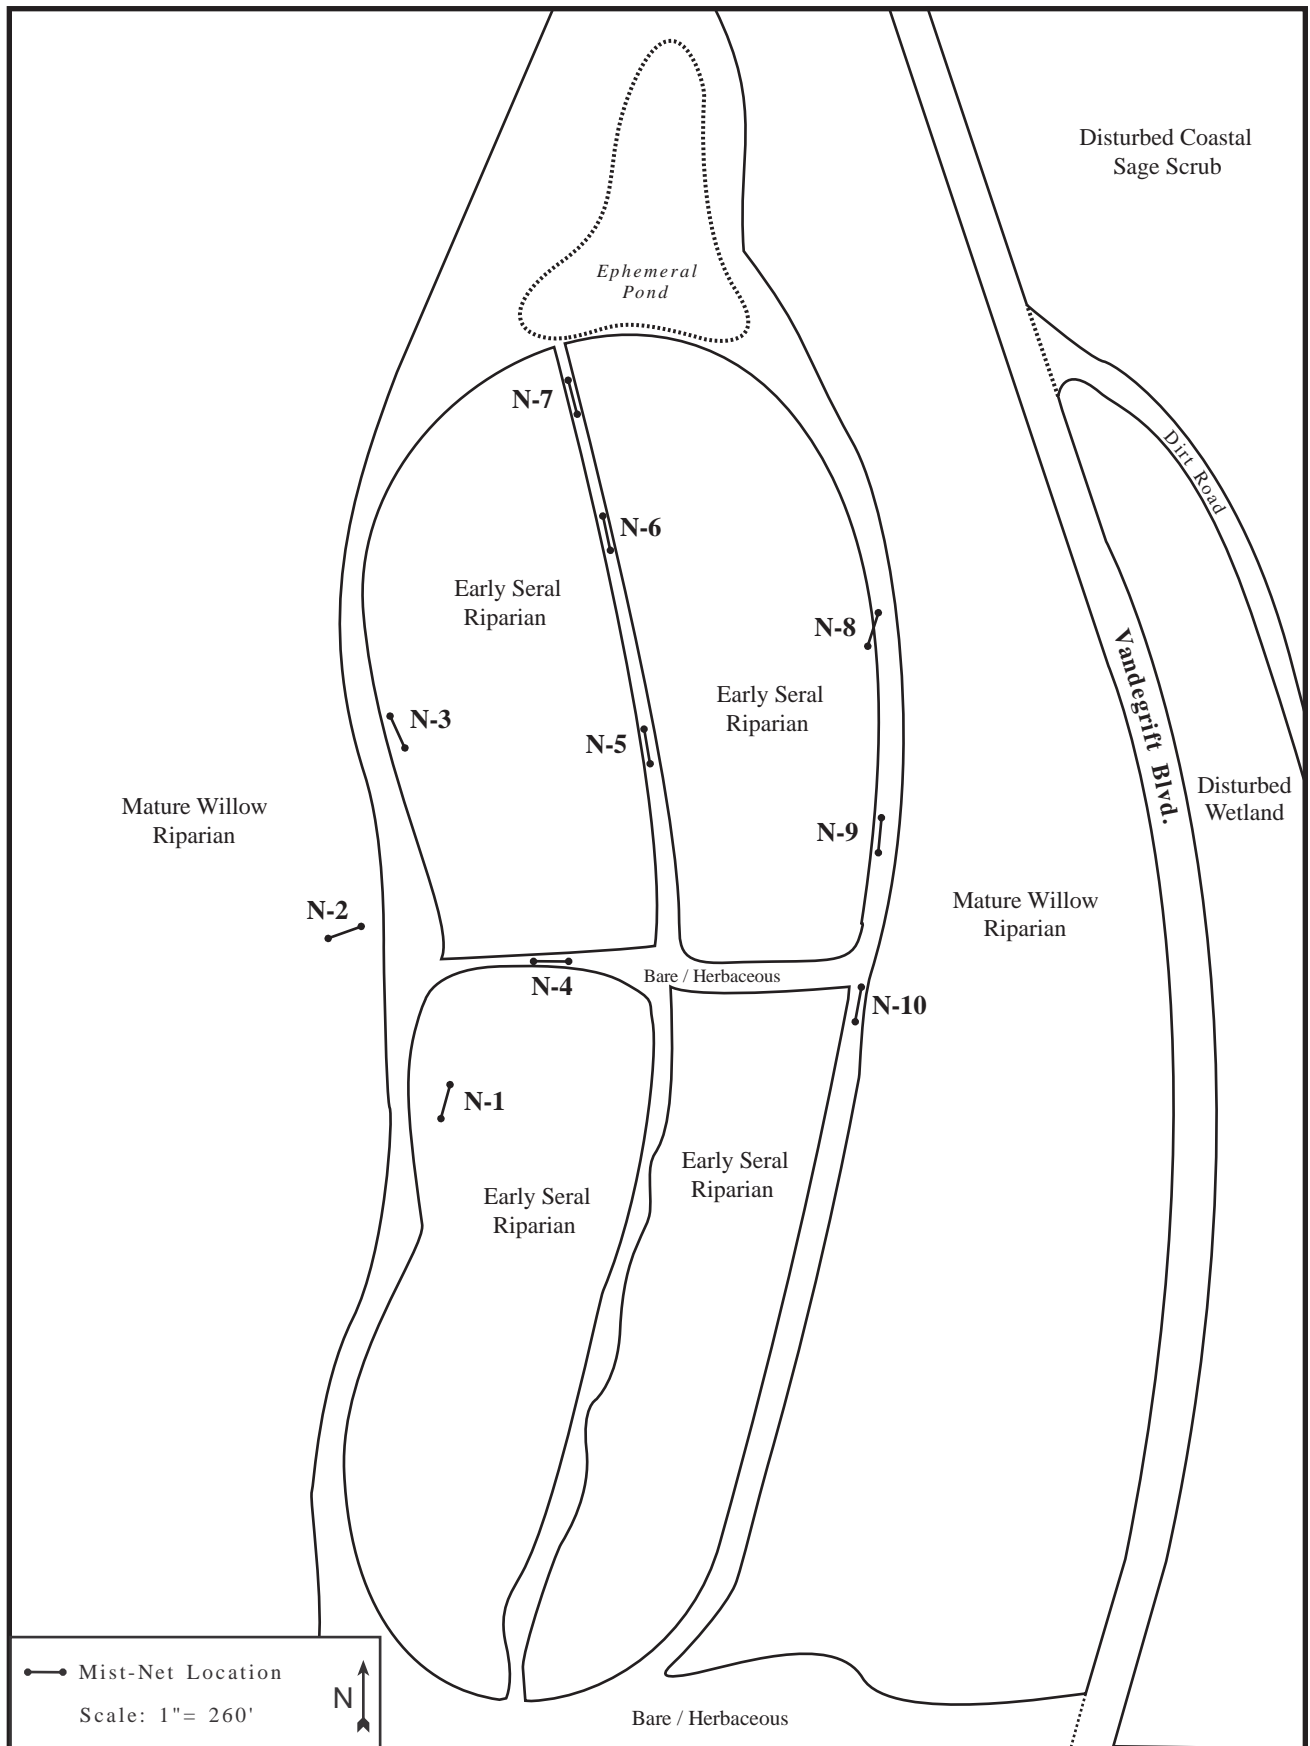 Disturbed Coastal
Sage Scrub
Ephemeral
Pond
N-7
Dirt Road
N-6
Early Seral
Riparian
N-8
Vandegrift Blvd.
Early Seral
Riparian
N-3
N-5
Mature Willow
Riparian
Disturbed
Wetland
N-9
N-2
Mature Willow
Riparian
Bare / Herbaceous
N-4
N-10
N-1
Early Seral
Riparian
Early Seral
Riparian
Mist-Net Location
N
Scale: 1"= 260'
Bare / Herbaceous